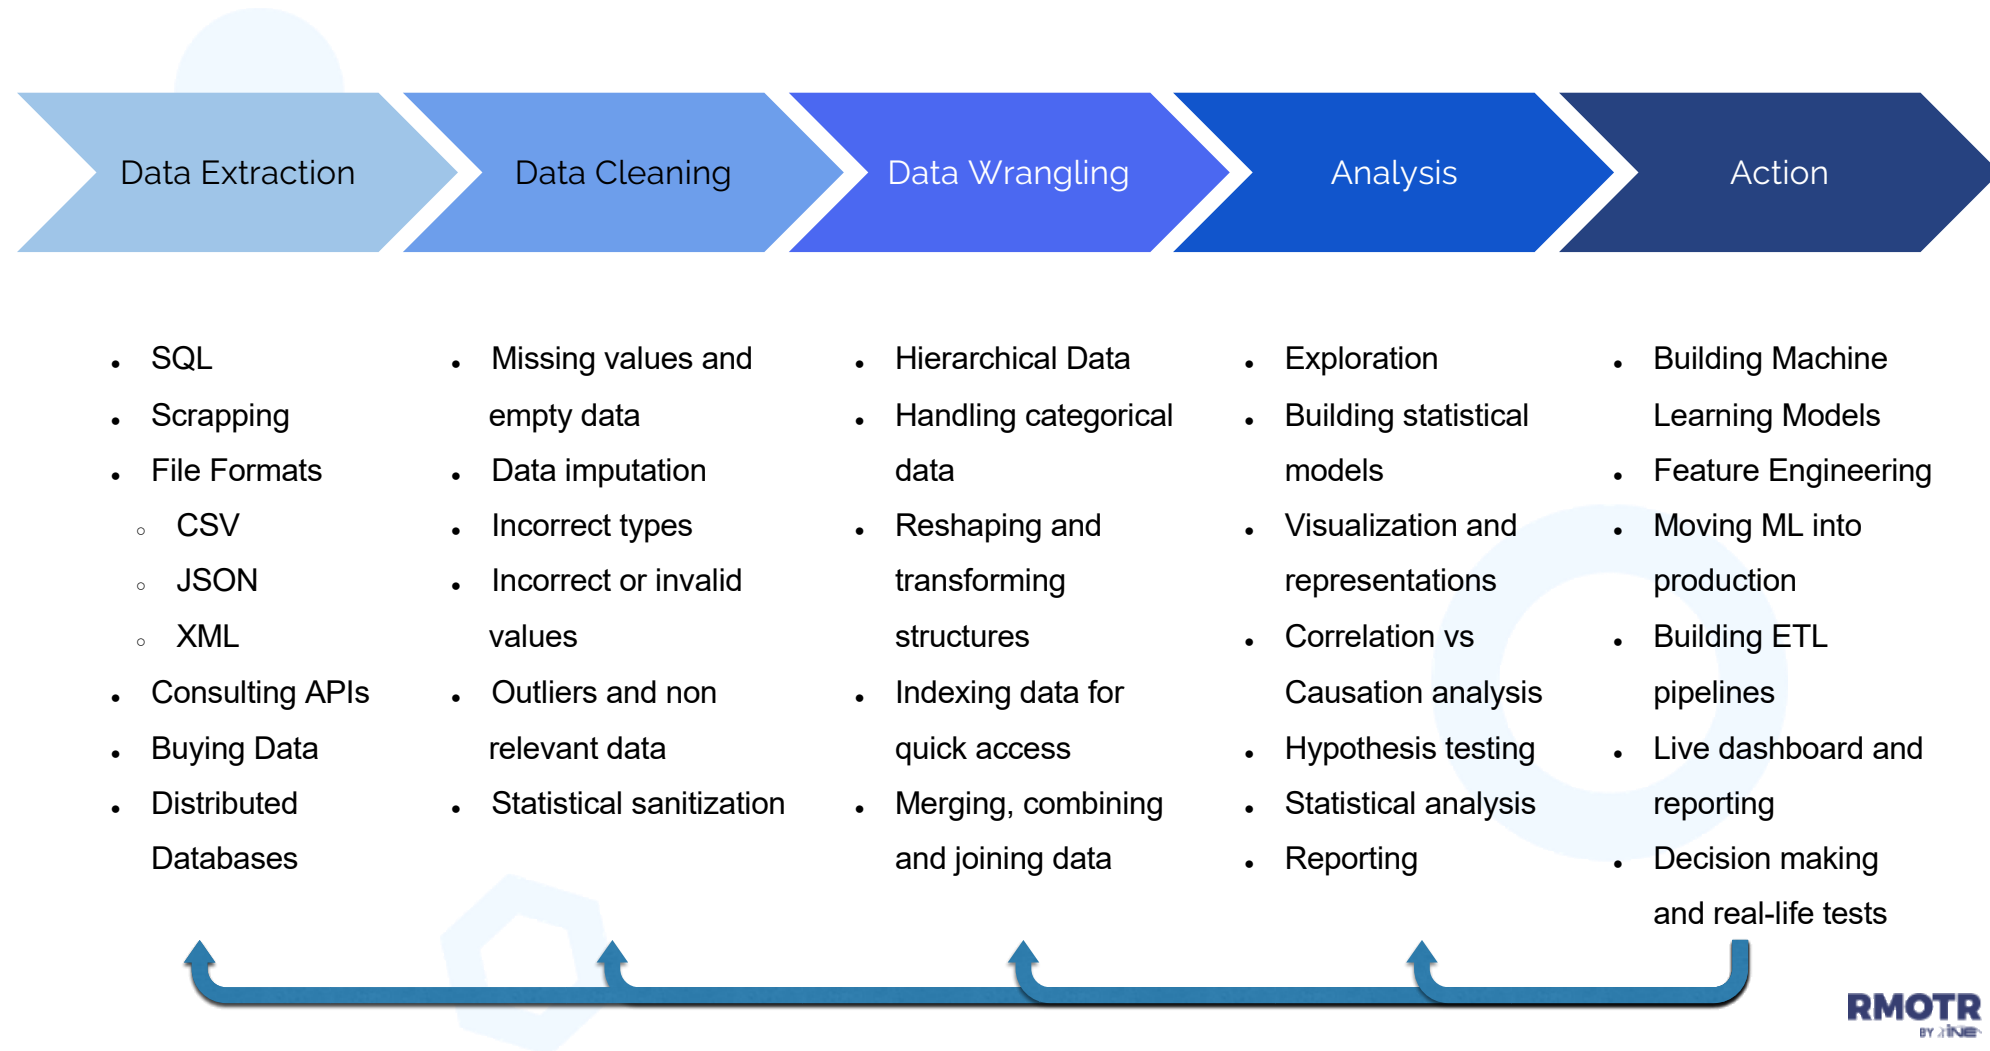 Data Extraction
Data Cleaning
Data Wrangling
Analysis
Action
SQL
Scrapping
File Formats
CSV
JSON
XML
Consulting APIs
Buying Data
Distributed
Databases
Missing values and
empty data
Data imputation
Incorrect types
Incorrect or invalid
values
Outliers and non
relevant data
Statistical sanitization
Hierarchical Data
Handling categorical
data
Reshaping and
transforming
structures
Indexing data for
quick access
Merging, combining
and joining data
Exploration
Building statistical
models
Visualization and
representations
Correlation vs
Causation analysis
Hypothesis testing
Statistical analysis
Reporting
Building Machine
Learning Models
Feature Engineering
Moving ML into
production
Building ETL
pipelines
Live dashboard and
reporting
Decision making
and real-life tests
RMOTR
BY INE